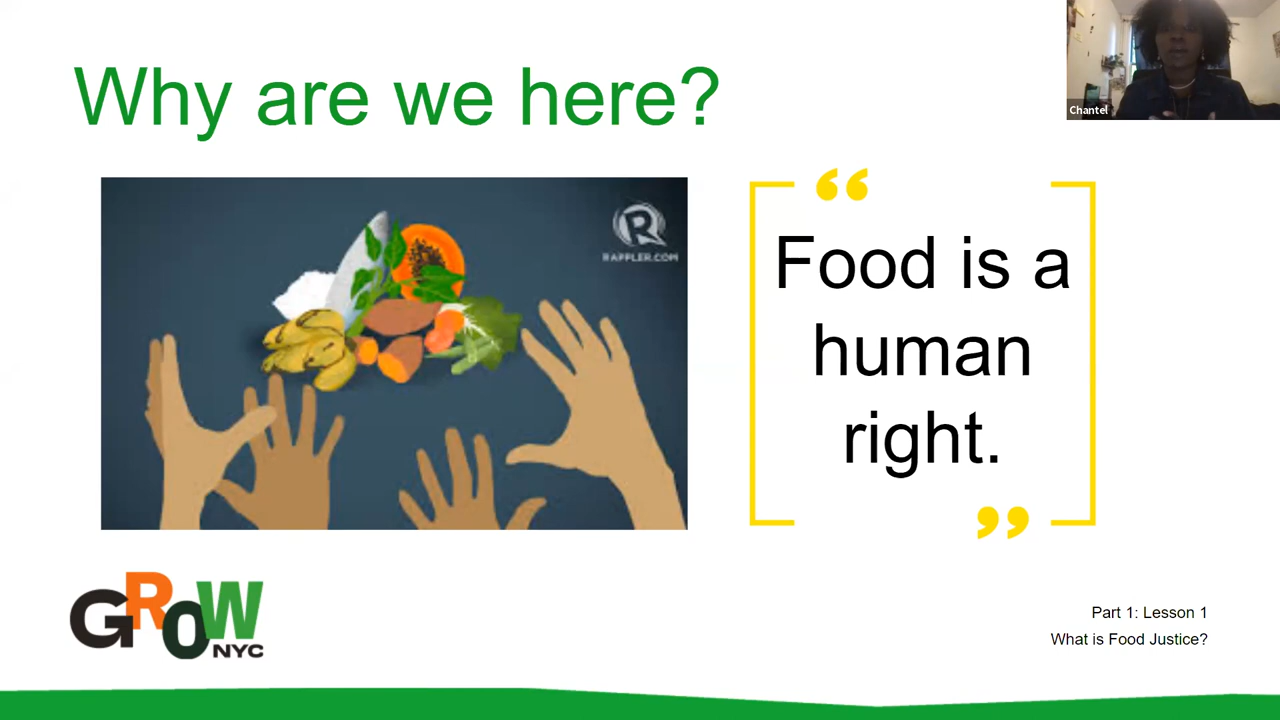 Why are we here?
Chantel
RAPPLER.COM
“
Food is a
human
right.
”
GROW
NYC
Part 1: Lesson 1
What is Food Justice?